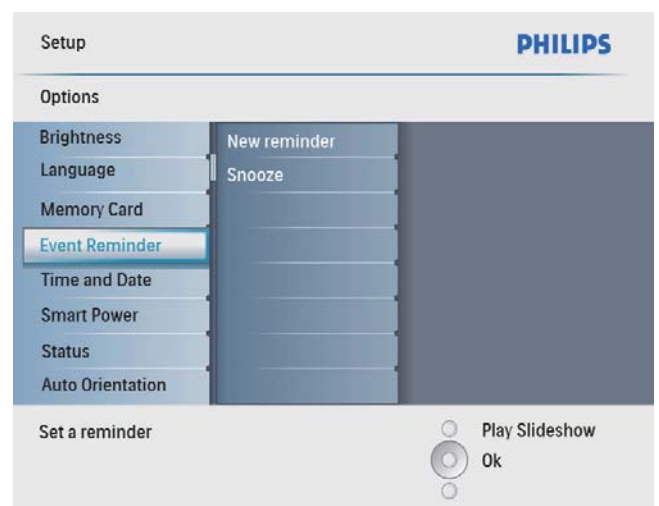 Setup
PHILIPS
Options
Brightness
Language
Memory Card
Event Reminder
Time and Date
Smart Power
Status
Auto Orientation
New reminder
Snooze
Set a reminder
Play Slideshow
Ok